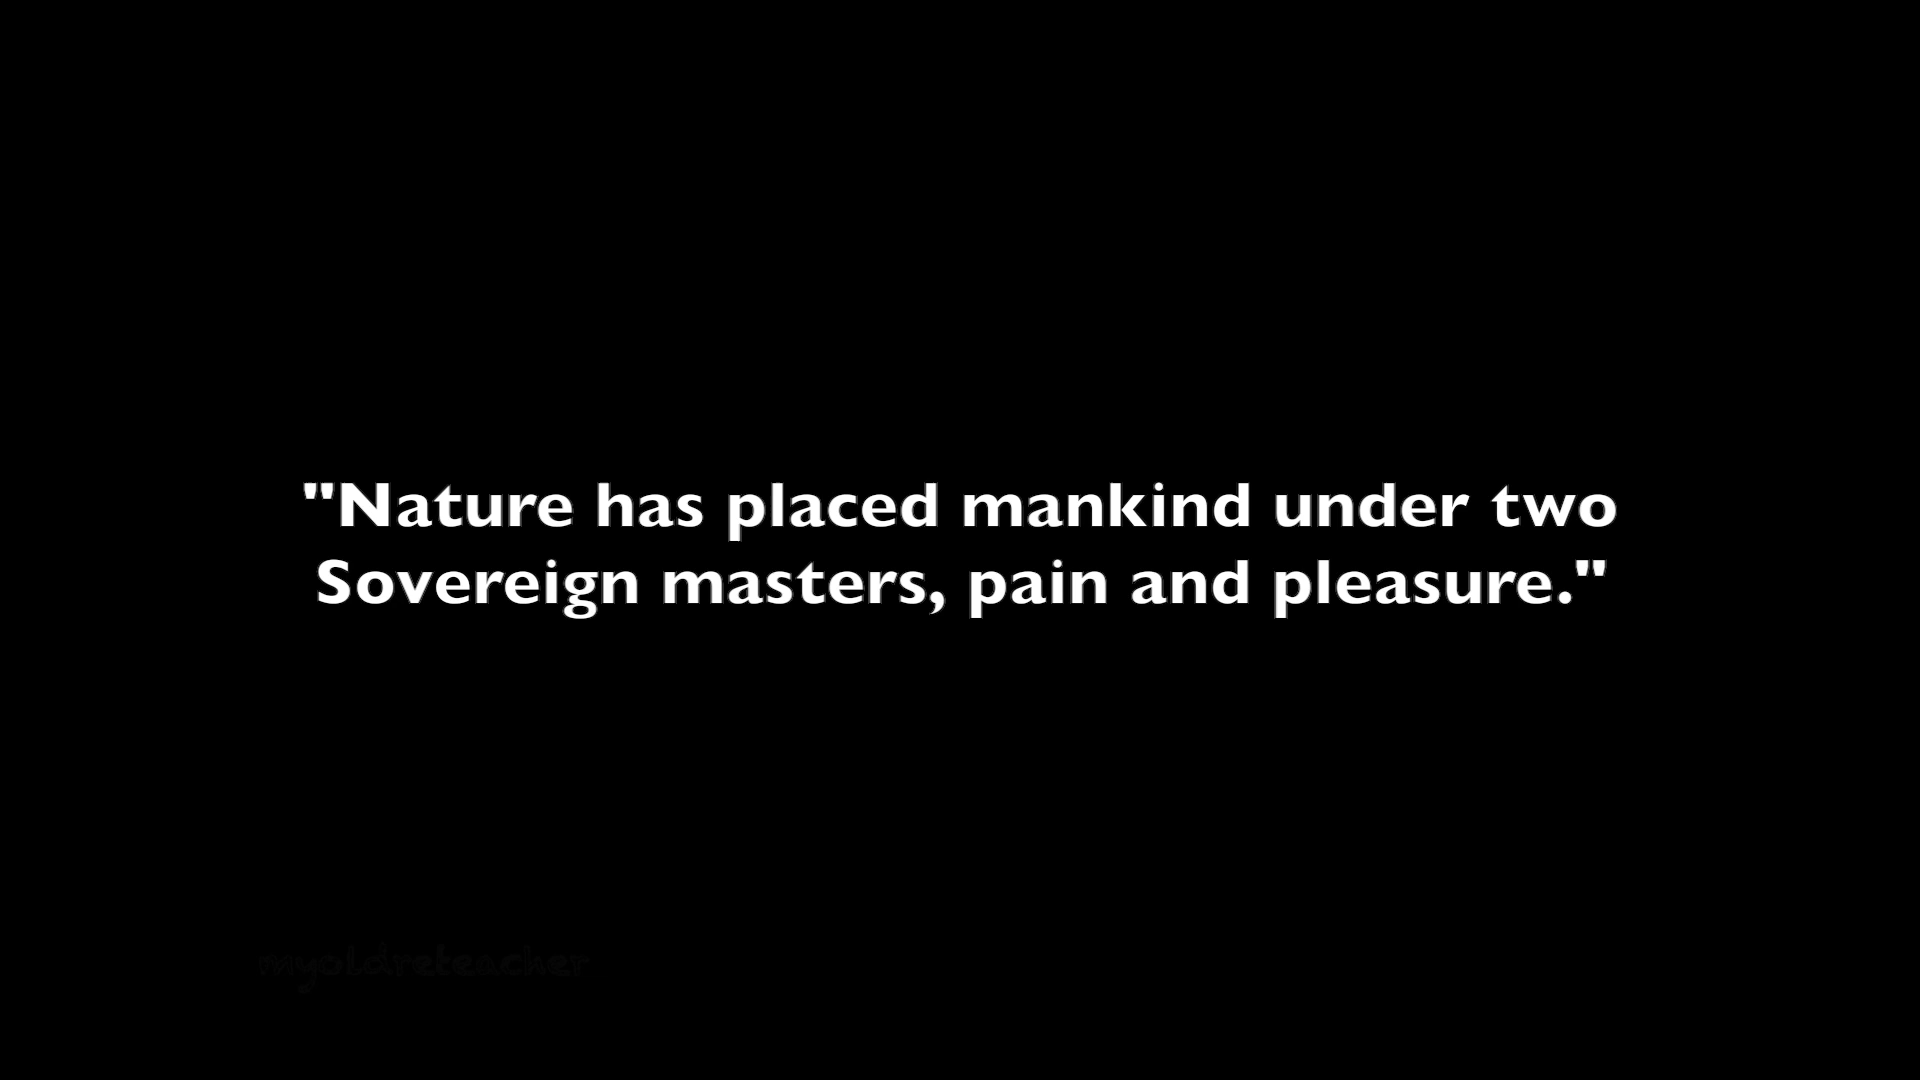 "Nature has placed mankind under two
Sovereign masters, pain and pleasure."
myoldreteacher